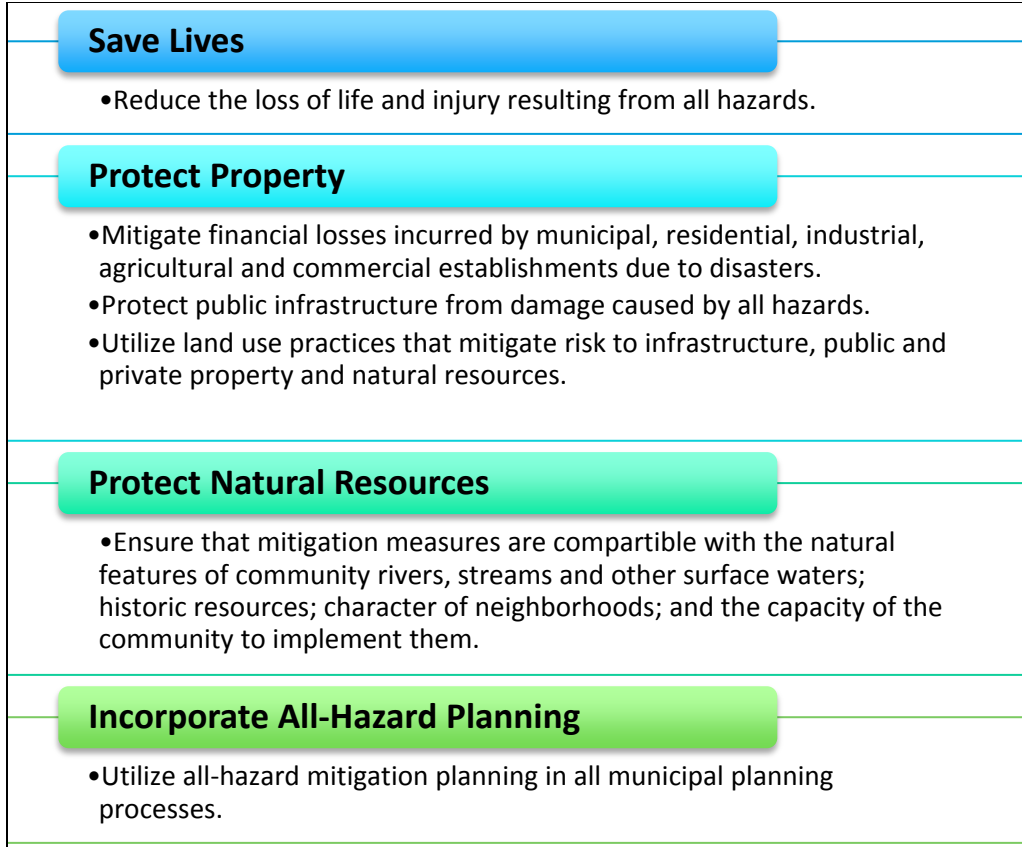 Save Lives
•Reduce the loss of life and injury resulting from all hazards.
Protect Property
•Mitigate financial losses incurred by municipal, residential, industrial,
agricultural and commercial establishments due to disasters.
•Protect public infrastructure from damage caused by all hazards.
•Utilize land use practices that mitigate risk to infrastructure, public and
private property and natural resources.
Protect Natural Resources
•Ensure that mitigation measures are compartible with the natural
features of community rivers, streams and other surface waters;
historic resources; character of neighborhoods; and the capacity of the
community to implement them.
Incorporate All-Hazard Planning
•Utilize all-hazard mitigation planning in all municipal planning
processes.